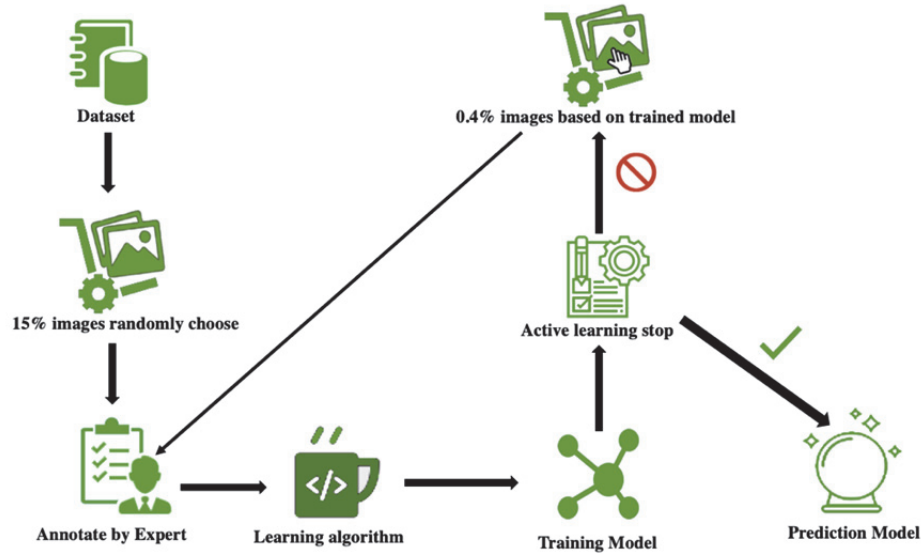 Dataset
0.4% images based on trained model
15% images randomly choose
Active learning stop
</>
Annotate by Expert
Learning algorithm
Training Model
Prediction Model